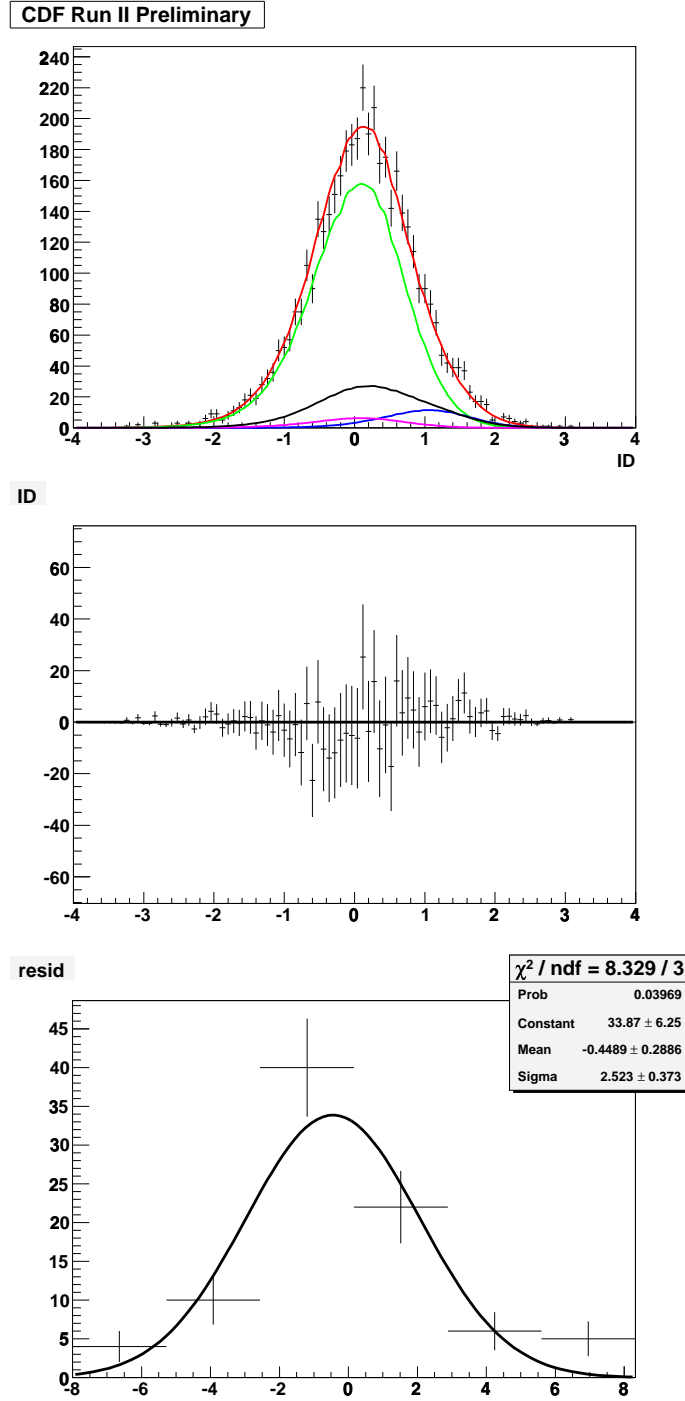 CDF Run II Preliminary
240
220
200
180
160
140
120
100
80
60
40
20
0
-4 -3 -2 -1 0 1 2 3 4
ID
ID
60
40
20
0
-20
-40
-60
-4 -3 -2 -1 0 1 2 3 4
resid
χ² / ndf = 8.329 / 3
Prob 0.03969
Constant 33.87 ± 6.25
Mean -0.4489 ± 0.2886
Sigma 2.523 ± 0.373
45
40
35
30
25
20
15
10
5
0
-8 -6 -4 -2 0 2 4 6 8